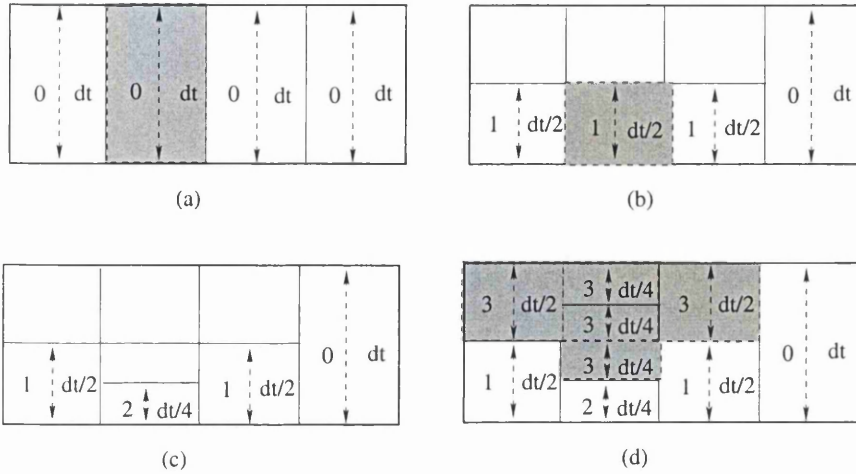 0 dt 0 dt 0 dt 0 dt
(a)
0 dt
1 dt/2 1 dt/2 1 dt/2
(b)
0 dt
1 dt/2 1 dt/2
2 dt/4
(c)
3 dt/4
3 dt/2 3 dt/2
3 dt/4
0 dt
3 dt/4
1 dt/2 1 dt/2
2 dt/4
(d)